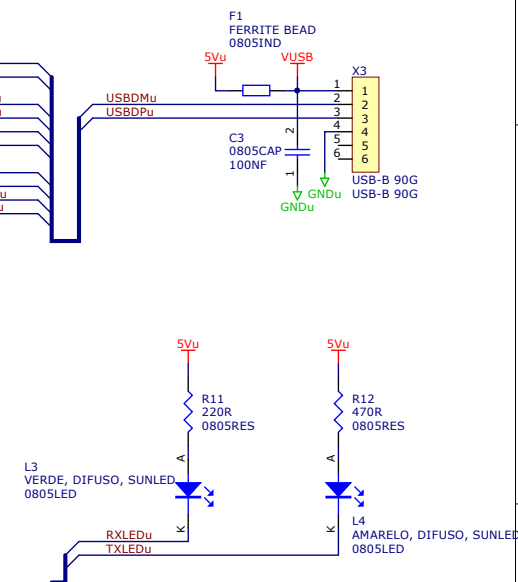 F1
FERRITE BEAD
0805IND
5Vu
VUSB
X3
1
1
USBDMu
2
2
USBDPu
3
3
4
4
5
5
6
6
C3
0805CAP
100NF
2
1
GNDu
GNDu
USB-B 90G
USB-B 90G
u
u
5Vu
5Vu
R11
220R
0805RES
R12
470R
0805RES
A
A
L3
VERDE, DIFUSO, SUNLED
0805LED
K
K
L4
AMARELO, DIFUSO, SUNLED
0805LED
RXLEDu
TXLEDu